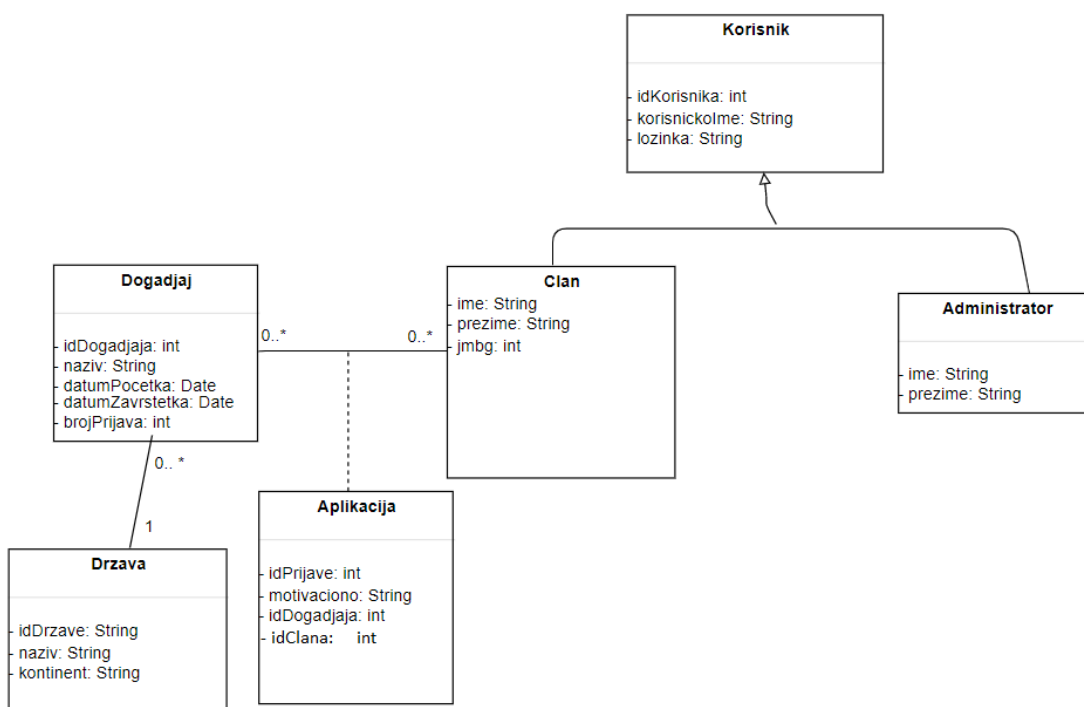 Korisnik
- idKorisnika: int
- korisnickoIme: String
- lozinka: String
Dogadjaj
- idDogadjaja: int
- naziv: String
- datumPocetka: Date
- datumZavrstetka: Date
- brojPrijava: int
0..*
0..*
Clan
- ime: String
- prezime: String
- jmbg: int
Administrator
- ime: String
- prezime: String
0.. *
1
Drzava
- idDrzave: String
- naziv: String
- kontinent: String
Aplikacija
- idPrijave: int
- motivaciono: String
- idDogadjaja: int
- idClana: int